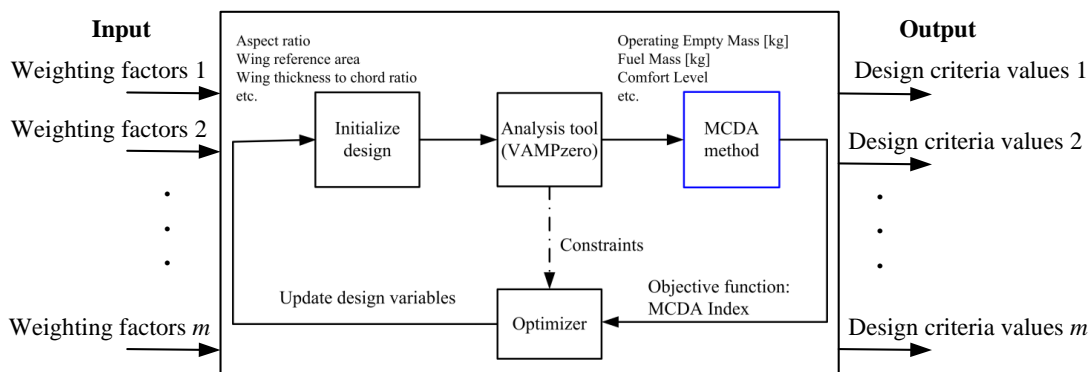 Input
Weighting factors 1
Weighting factors 2
Weighting factors m
Aspect ratio
Wing reference area
Wing thickness to chord ratio
etc.
Initialize
design
Analysis tool
(VAMPzero)
Operating Empty Mass [kg]
Fuel Mass [kg]
Comfort Level
etc.
MCDA
method
Constraints
Update design variables
Optimizer
Objective function:
MCDA Index
Output
Design criteria values 1
Design criteria values 2
Design criteria values m